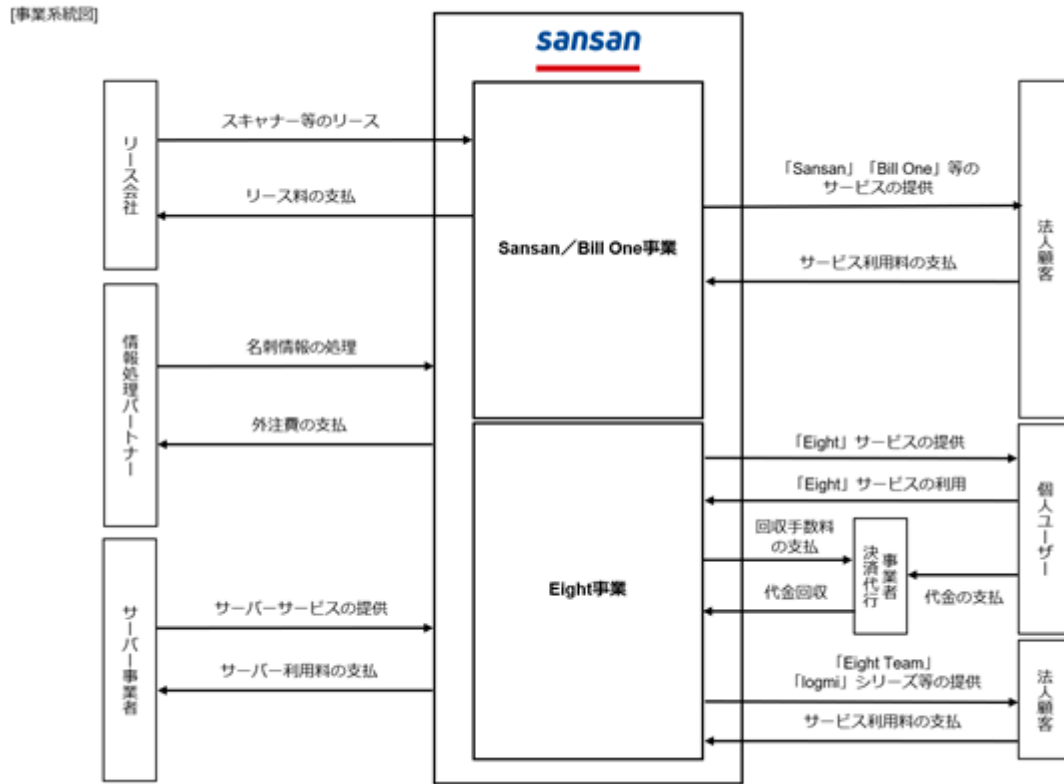 [事業系統図]
sansan
リース会社
スキャナー等のリース
リース料の支払
Sansan／Bill One事業
「Sansan」「Bill One」等の
サービスの提供
サービス利用料の支払
法人顧客
情報処理パートナー
名刺情報の処理
外注費の支払
サーバー事業者
サーバーサービスの提供
サーバー利用料の支払
Eight事業
「Eight」サービスの提供
「Eight」サービスの利用
回収手数料
の支払
代金回収
決済代行
事業者
代金の支払
個人ユーザー
「Eight Team」
「logmi」シリーズ等の提供
サービス利用料の支払
法人顧客